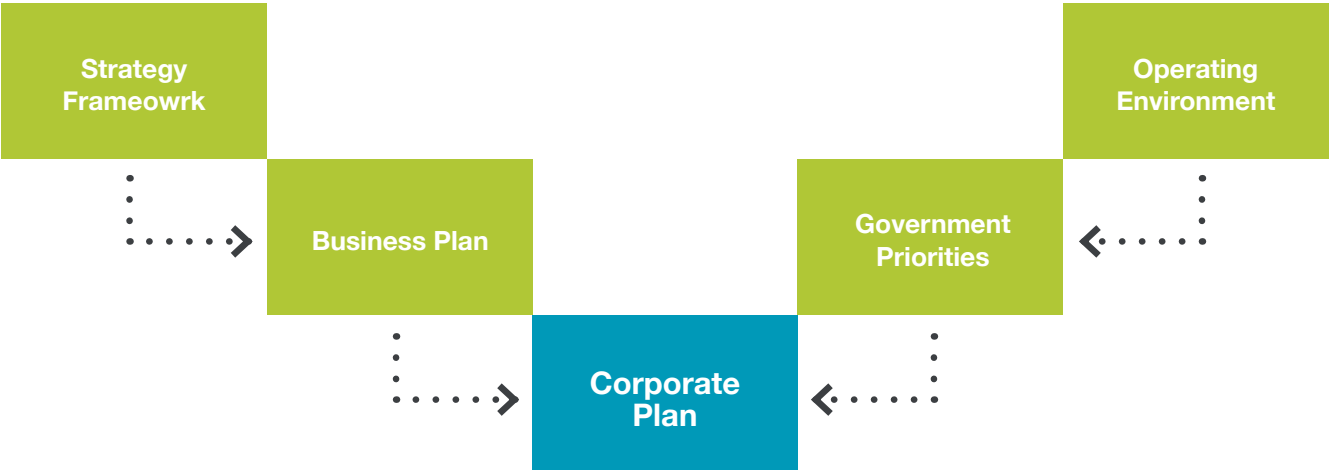 Strategy
Frameowrk
Operating
Environment
Business Plan
Government
Priorities
Corporate
Plan